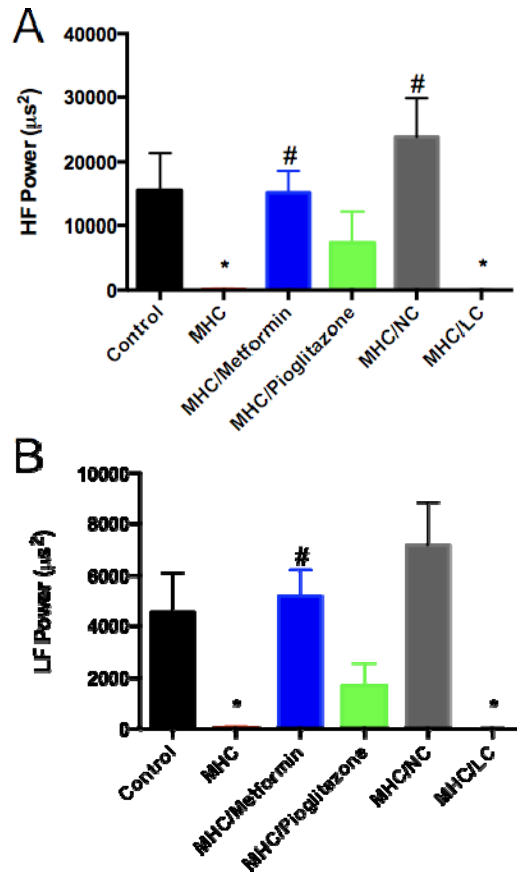 A
HF Power (μs²)
40000
30000
20000
10000
0
#
#
*
*
Control
MHC
MHC/Metformin
MHC/Pioglitazone
MHC/NC
MHC/LC
B
LF Power (μs²)
10000
8000
6000
4000
2000
0
#
*
*
Control
MHC
MHC/Metformin
MHC/Pioglitazone
MHC/NC
MHC/LC